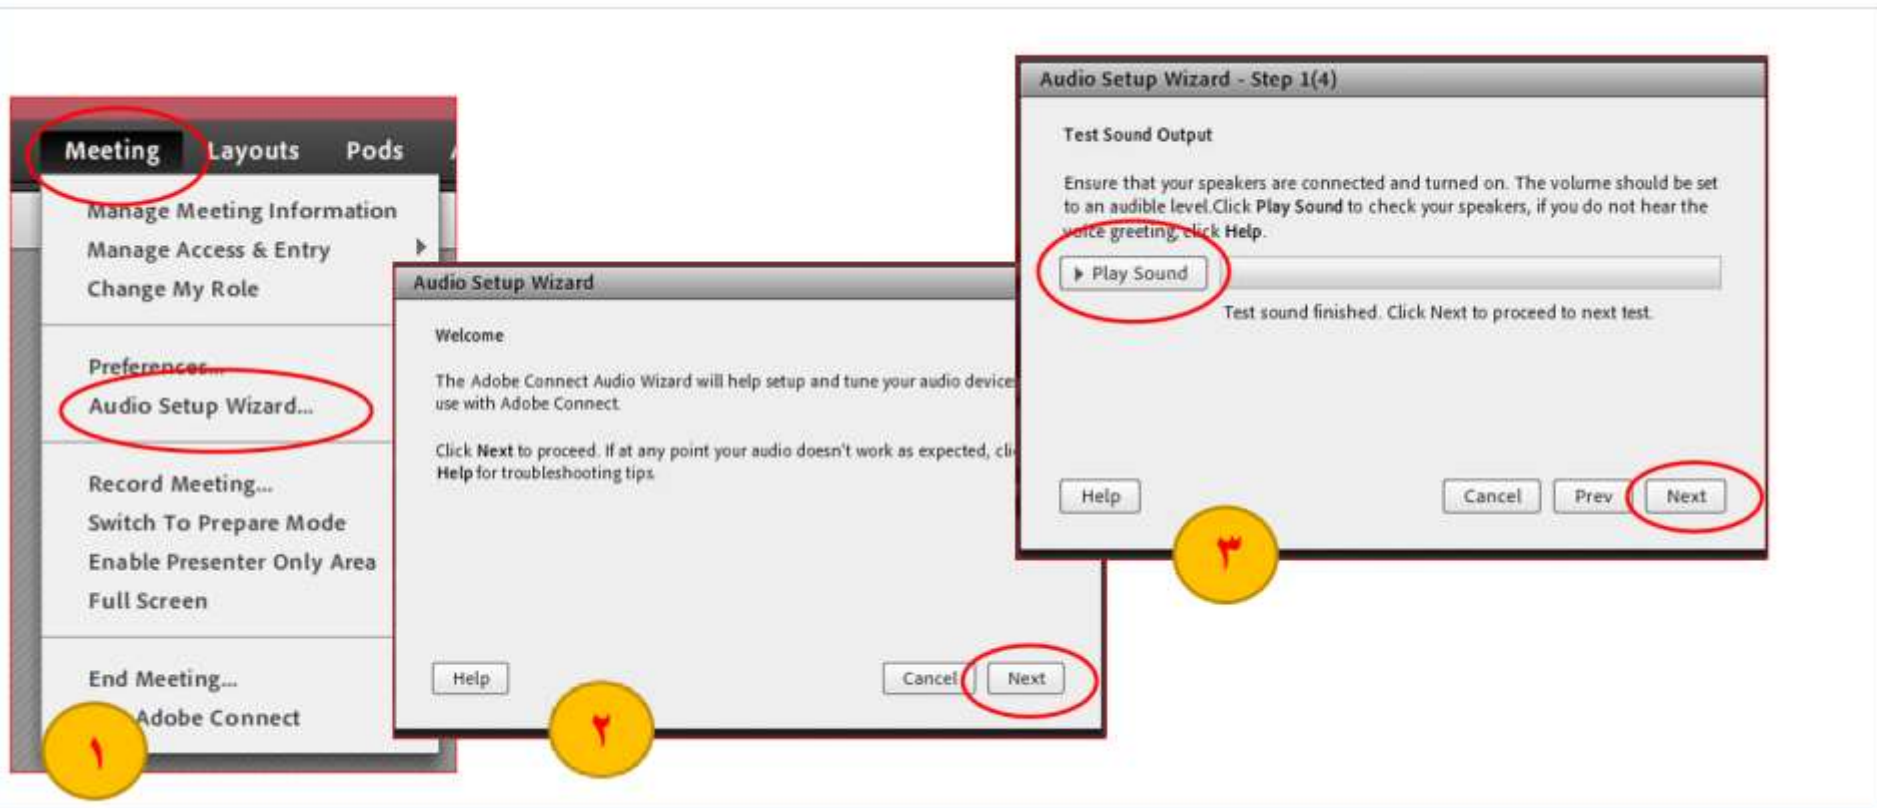 Meeting Layouts Pods
Manage Meeting Information
Manage Access & Entry
Change My Role
Preferences...
Audio Setup Wizard...
Record Meeting...
Switch To Prepare Mode
Enable Presenter Only Area
Full Screen
End Meeting...
Adobe Connect
۱
Audio Setup Wizard
Welcome
The Adobe Connect Audio Wizard will help setup and tune your audio device
use with Adobe Connect.
Click Next to proceed. If at any point your audio doesn't work as expected, cli
Help for troubleshooting tips.
Help Cancel Next
۲
Audio Setup Wizard - Step 1(4)
Test Sound Output
Ensure that your speakers are connected and turned on. The volume should be set
to an audible level.Click Play Sound to check your speakers, if you do not hear the
voice greeting, click Help.
Play Sound
Test sound finished. Click Next to proceed to next test.
Help Cancel Prev Next
۳